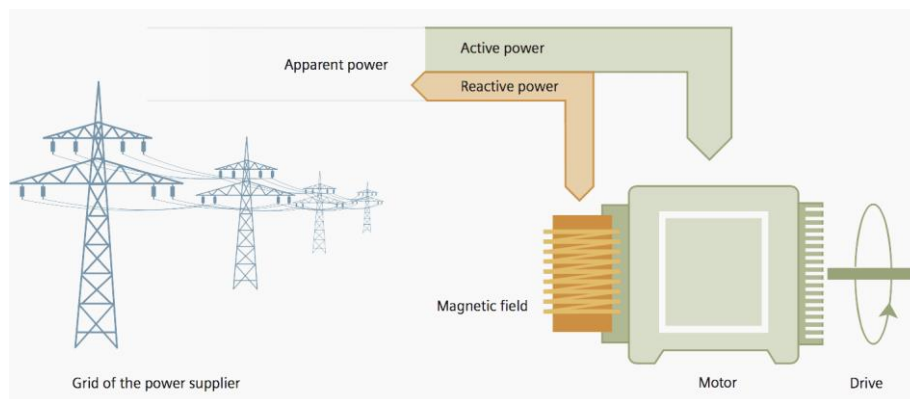 Active power
Apparent power
Reactive power
Magnetic field
Grid of the power supplier
Motor
Drive